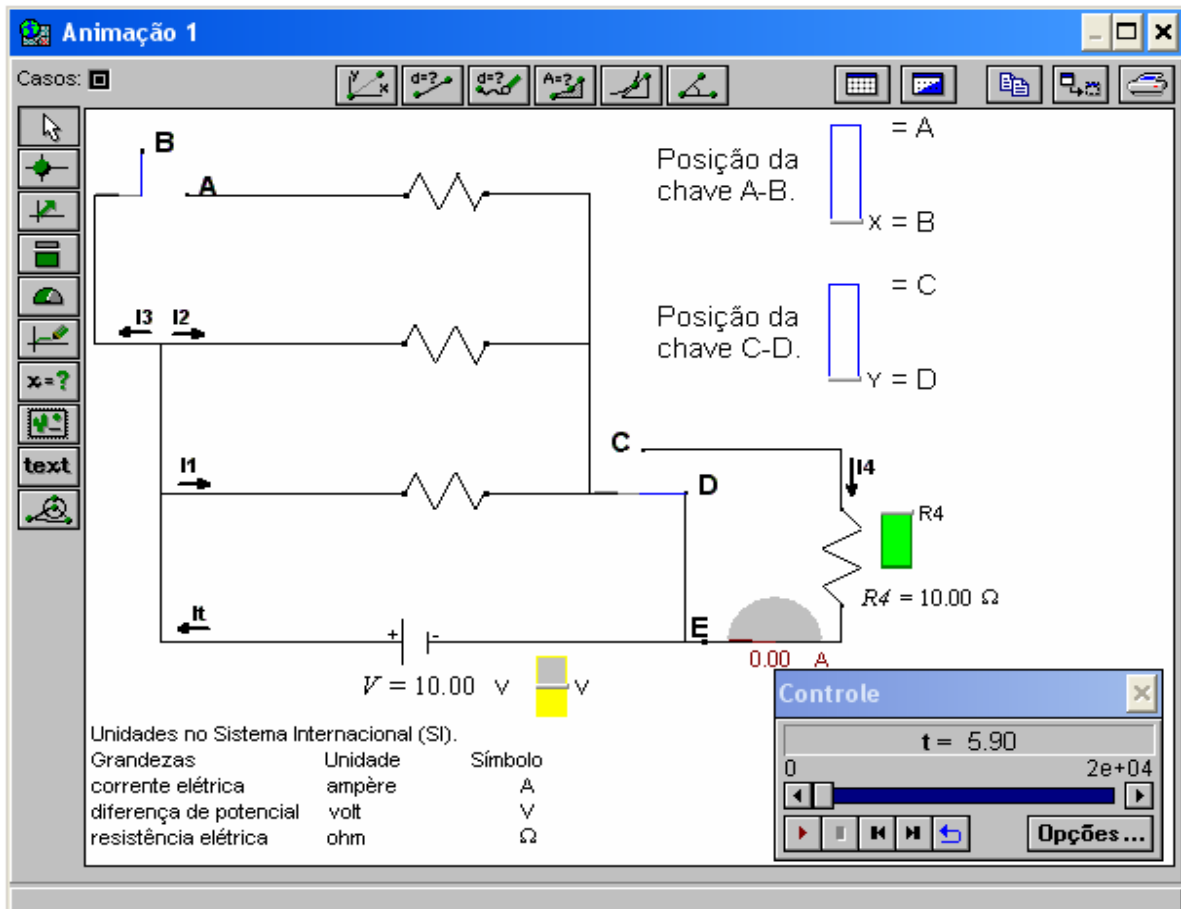 Animação 1
Casos:
y x d=? d=? A=?
x=?
text
B
A
Posição da
chave A-B.
= A
X = B
I3 I2
Posição da
chave C-D.
= C
Y = D
C
I4
I1
D
R4
R4 = 10.00 Ω
It
+ -
E
0.00 A
V = 10.00 V
V
Controle
t = 5.90
0 2e+04
Opções...
Unidades no Sistema Internacional (SI).
Grandezas Unidade Símbolo
corrente elétrica ampère A
diferença de potencial volt V
resistência elétrica ohm Ω